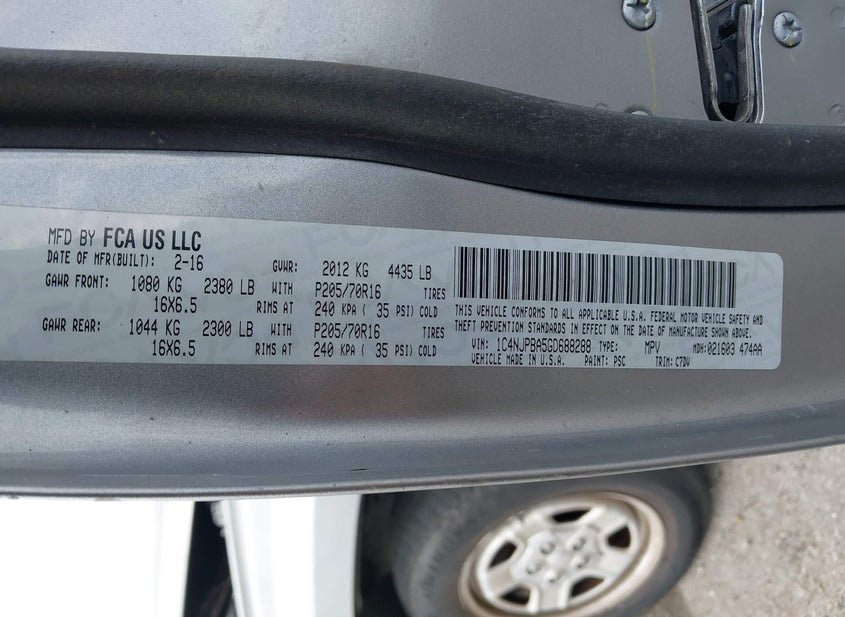 MFD BY FCA US LLC
DATE OF MFR(BUILT): 2-16 GVWR: 2012 KG 4435 LB
GAWR FRONT: 1080 KG 2380 LB WITH P205/70R16 TIRES
16X6.5 RIMS AT 240 KPA ( 35 PSI) COLD
GAWR REAR: 1044 KG 2300 LB WITH P205/70R16 TIRES
16X6.5 RIMS AT 240 KPA ( 35 PSI) COLD
THIS VEHICLE CONFORMS TO ALL APPLICABLE U.S.A. FEDERAL MOTOR VEHICLE SAFETY AND
THEFT PREVENTION STANDARDS IN EFFECT ON THE DATE OF MANUFACTURE SHOWN ABOVE.
VIN: 1C4NJPBA5GD688288 TYPE: MPV MDH: 021603 474AA
VEHICLE MADE IN U.S.A. PAINT: PSC TRIM: C7DV